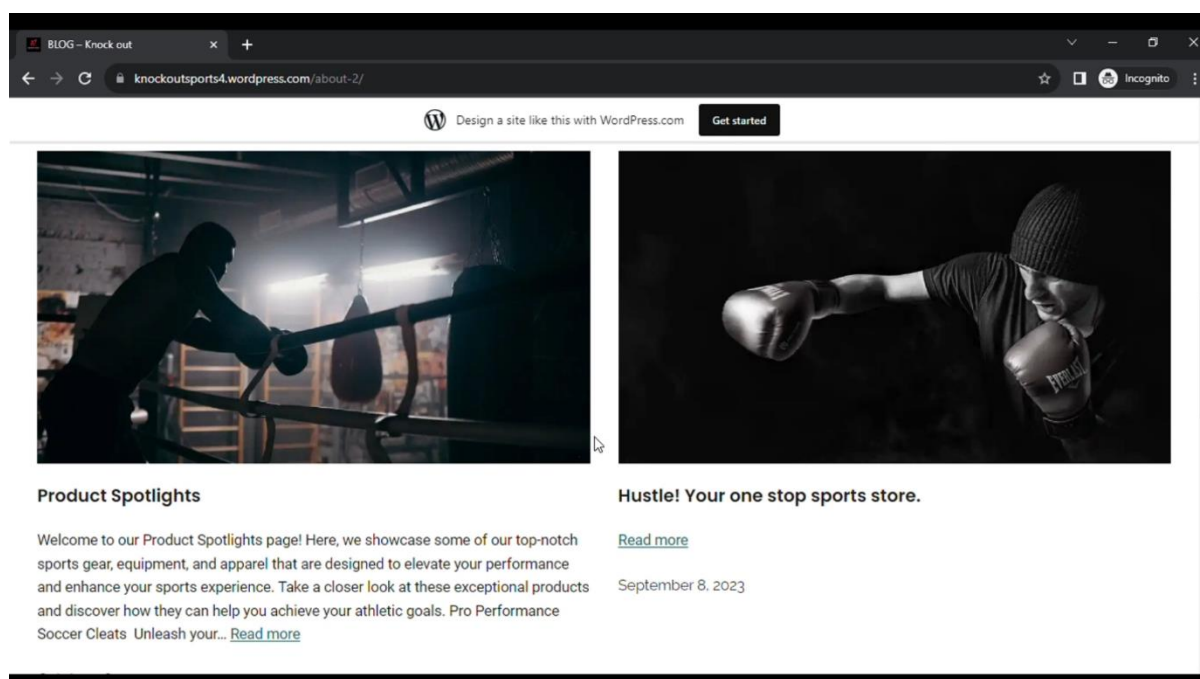 BLOG – Knock out
knockoutsports4.wordpress.com/about-2/
Incognito
Design a site like this with WordPress.com
Get started
EVERLAST
Product Spotlights
Welcome to our Product Spotlights page! Here, we showcase some of our top-notch
sports gear, equipment, and apparel that are designed to elevate your performance
and enhance your sports experience. Take a closer look at these exceptional products
and discover how they can help you achieve your athletic goals. Pro Performance
Soccer Cleats Unleash your... Read more
Hustle! Your one stop sports store.
Read more
September 8, 2023